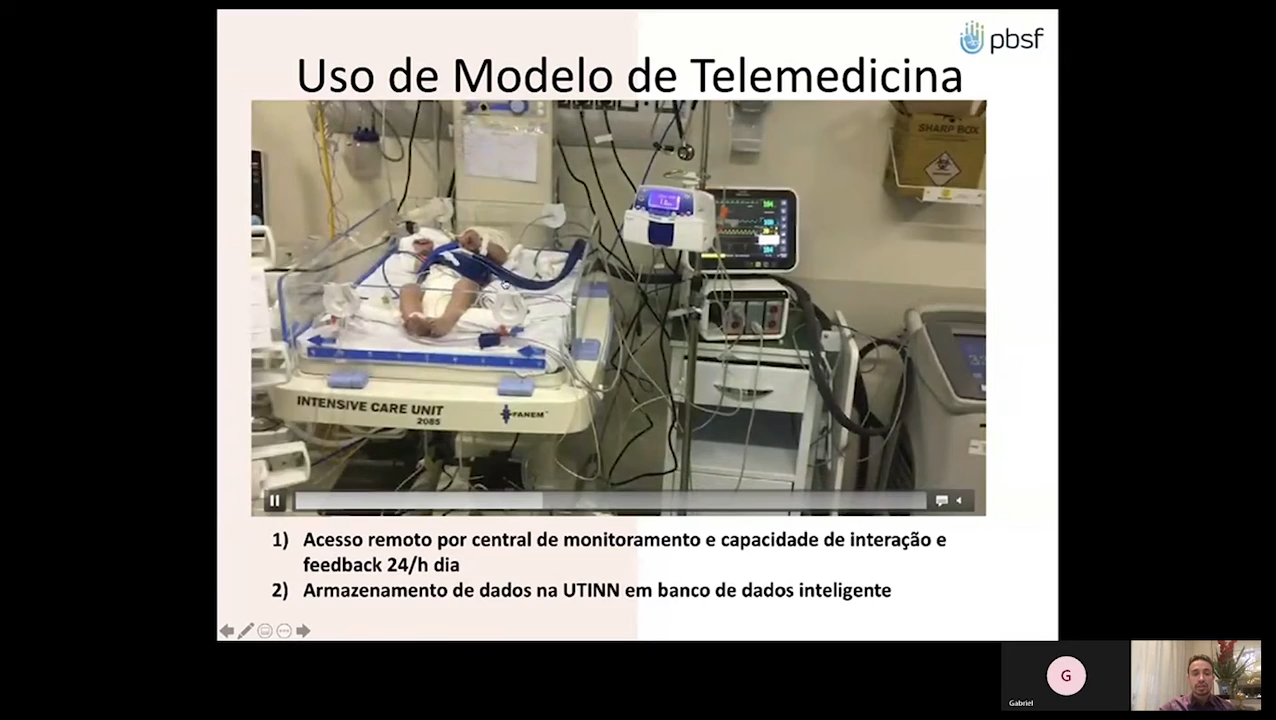 pbsf
Uso de Modelo de Telemedicina
SHARP BOX
INTENSIVE CARE UNIT
2085
FANEM
1) Acesso remoto por central de monitoramento e capacidade de interação e
feedback 24/h dia
2) Armazenamento de dados na UTINN em banco de dados inteligente
G
Gabriel